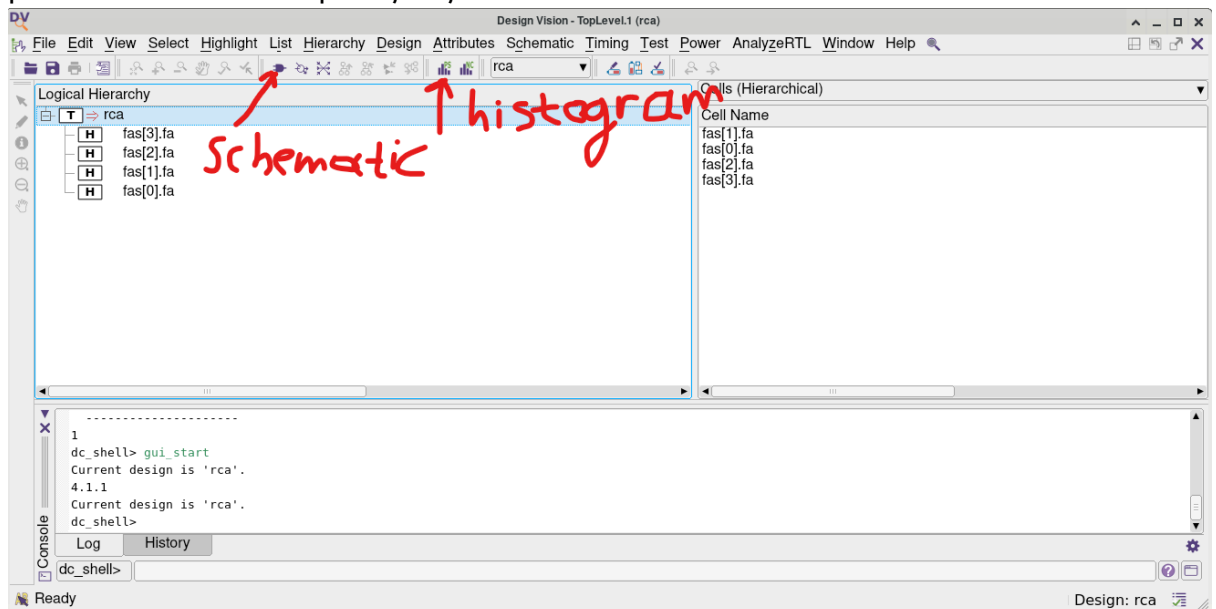 DV
Design Vision - TopLevel.1 (rca)
File Edit View Select Highlight List Hierarchy Design Attributes Schematic Timing Test Power AnalyzeRTL Window Help
rca
Logical Hierarchy
T ⇒ rca
H fas[3].fa
H fas[2].fa
H fas[1].fa
H fas[0].fa
schematic
histogram
(Hierarchical)
Cell Name
fas[1].fa
fas[0].fa
fas[2].fa
fas[3].fa
---------------------
1
dc_shell> gui_start
Current design is 'rca'.
4.1.1
Current design is 'rca'.
dc_shell>
Console
Log History
dc_shell>
Ready
Design: rca